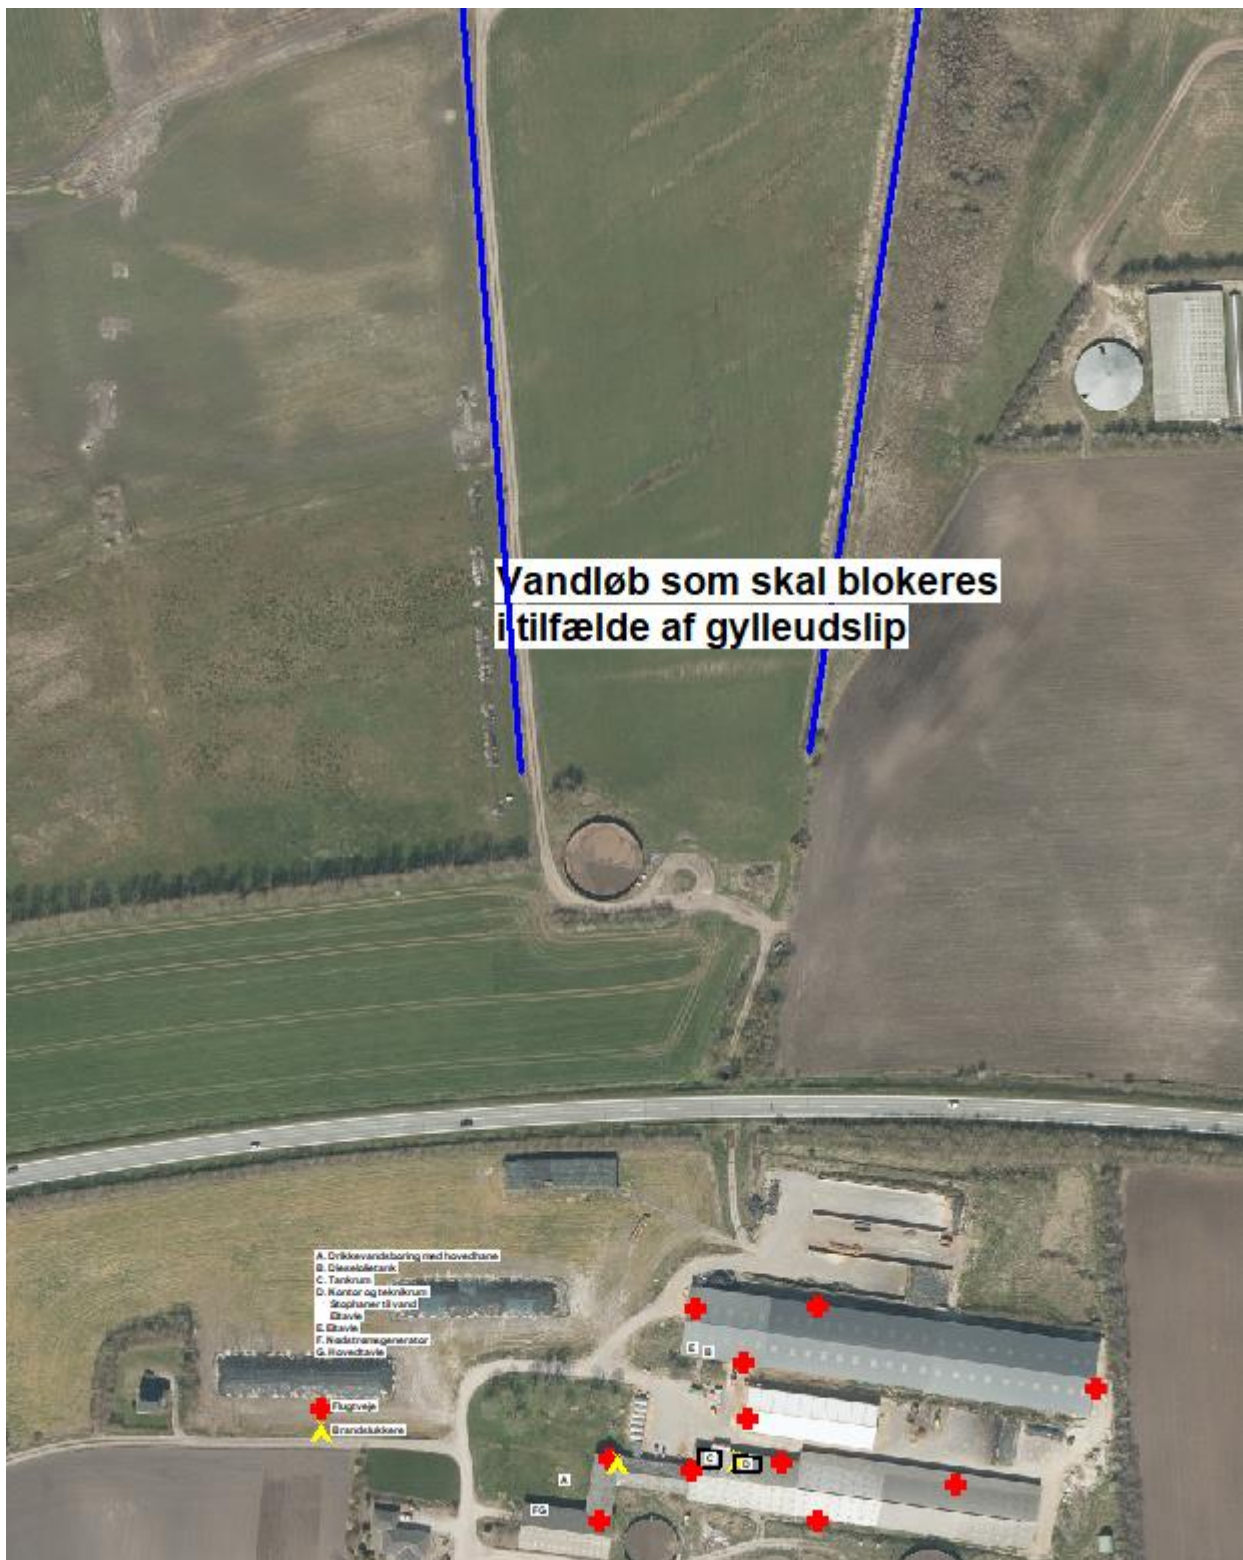 Vandløb som skal blokeres
i tilfælde af gylleudslip
A. Drikkevandsboring med hovedhane
B. Dieselolietank
C. Tankrum
D. Kontor og teknikrum
Stophaner til vand
Eltavle
E. Eltavle
F. Nødstrømsgenerator
G. Hovedtavle
Flugtveje
Brandslukkere
E B
C
D
A
FG